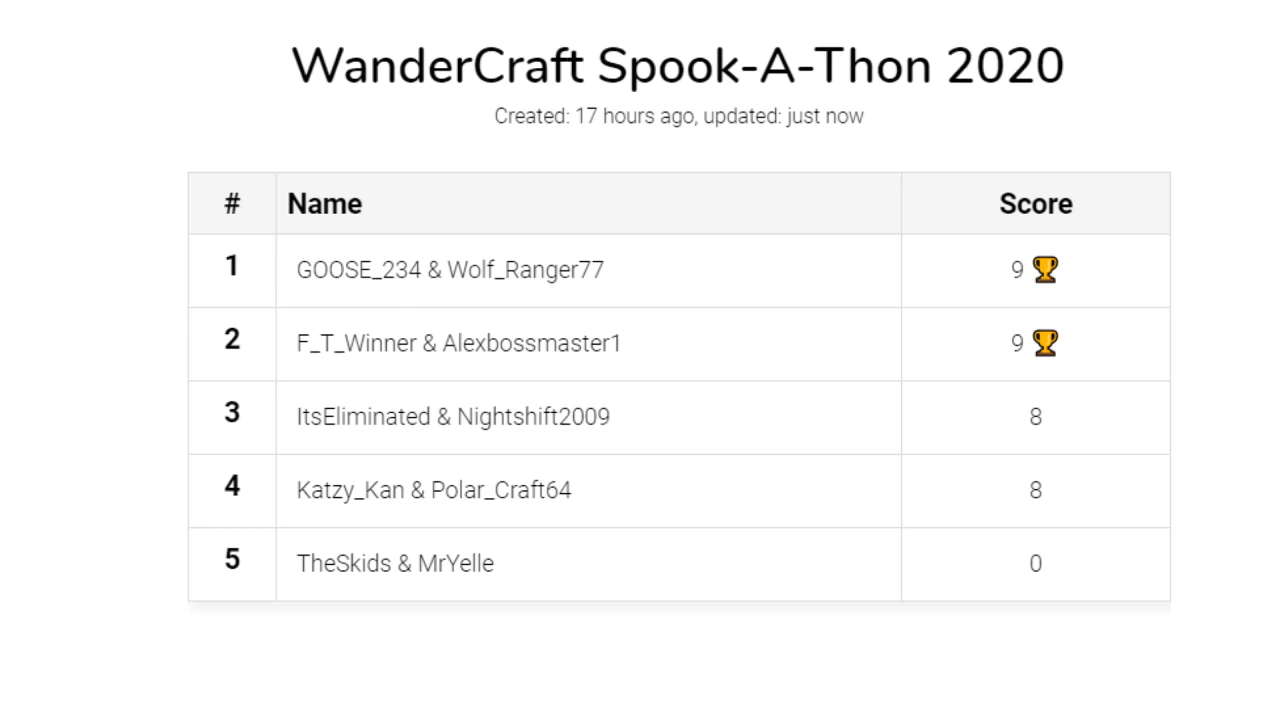 WanderCraft Spook-A-Thon 2020
Created: 17 hours ago, updated: just now
# Name Score
1 GOOSE_234 & Wolf_Ranger77 9 🏆
2 F_T_Winner & Alexbossmaster1 9 🏆
3 ItsEliminated & Nightshift2009 8
4 Katzy_Kan & Polar_Craft64 8
5 TheSkids & MrYelle 0